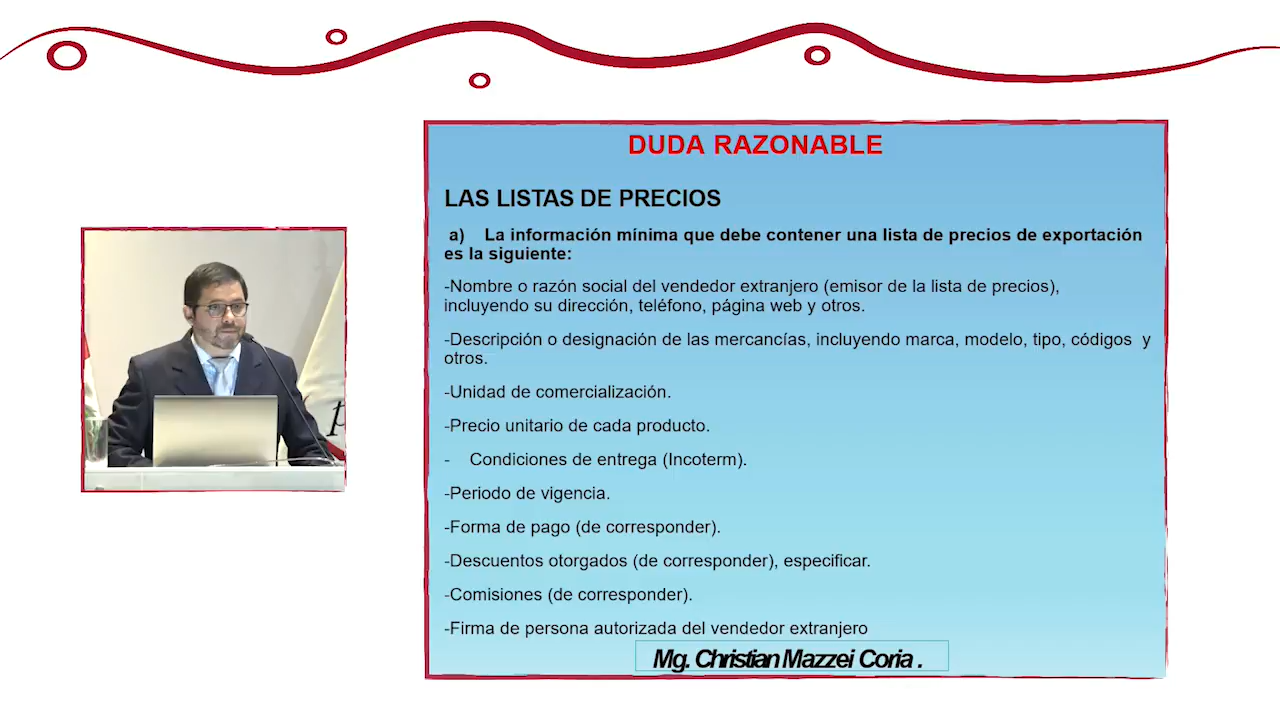 DUDA RAZONABLE
LAS LISTAS DE PRECIOS
a) La información mínima que debe contener una lista de precios de exportación
es la siguiente:
-Nombre o razón social del vendedor extranjero (emisor de la lista de precios),
incluyendo su dirección, teléfono, página web y otros.
-Descripción o designación de las mercancías, incluyendo marca, modelo, tipo, códigos y
otros.
-Unidad de comercialización.
-Precio unitario de cada producto.
- Condiciones de entrega (Incoterm).
-Periodo de vigencia.
-Forma de pago (de corresponder).
-Descuentos otorgados (de corresponder), especificar.
-Comisiones (de corresponder).
-Firma de persona autorizada del vendedor extranjero
Mg. Christian Mazzei Coria .